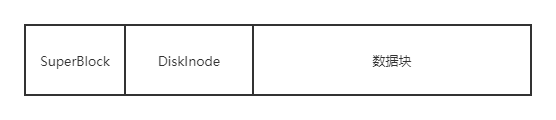 SuperBlock
DiskInode
数据块